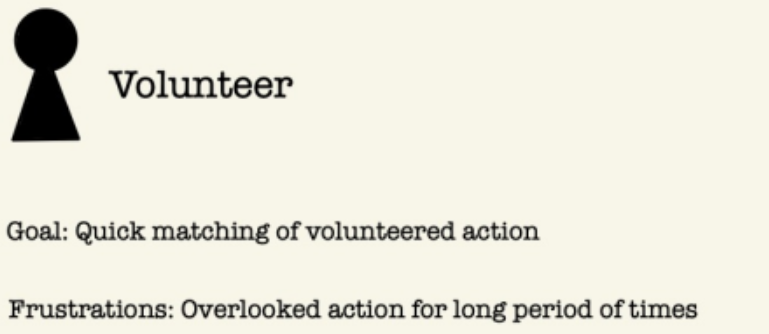 Volunteer
Goal: Quick matching of volunteered action
Frustrations: Overlooked action for long period of times